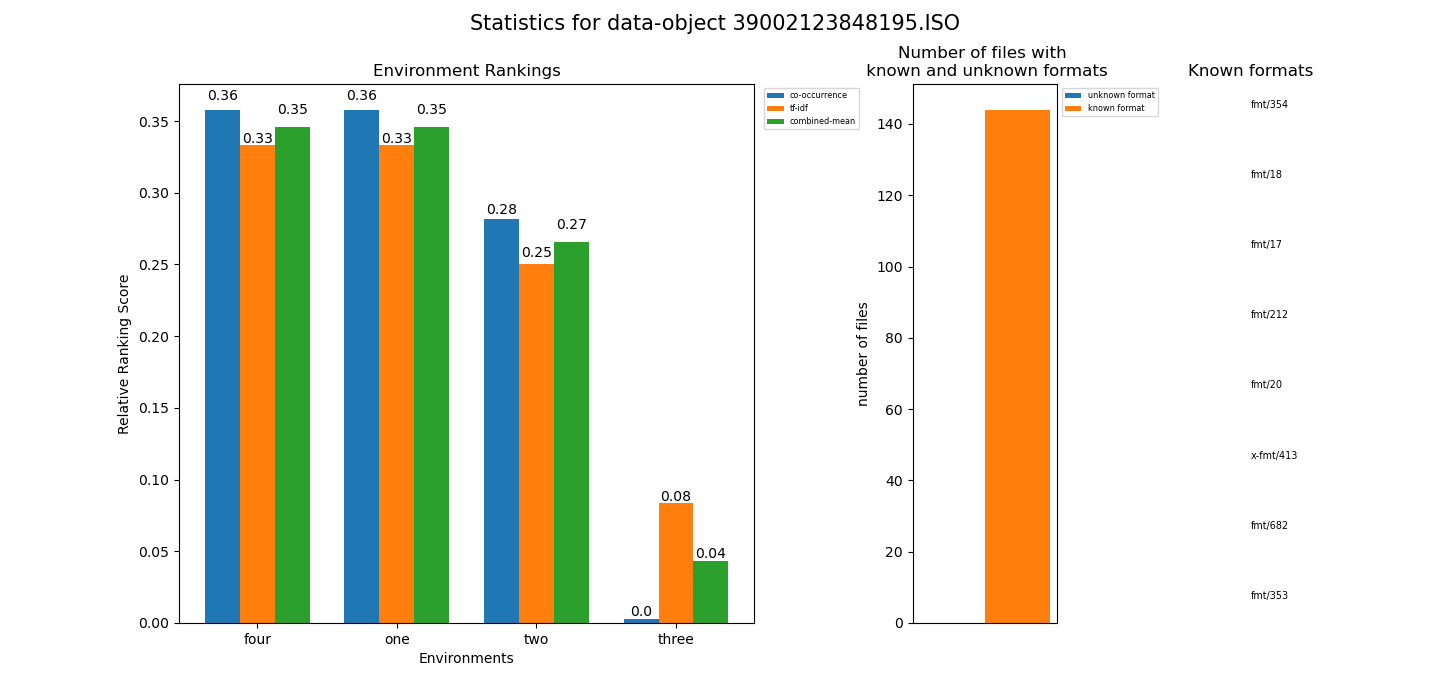 Statistics for data-object 39002123848195.ISO
Environment Rankings
Relative Ranking Score
0.35
0.30
0.25
0.20
0.15
0.10
0.05
0.00
0.36
0.33
0.35
0.36
0.33
0.35
0.28
0.25
0.27
0.0
0.08
0.04
four
one
two
three
Environments
co-occurrence
tf-idf
combined-mean
Number of files with
known and unknown formats
number of files
140
120
100
80
60
40
20
0
unknown format
known format
Known formats
fmt/354
fmt/18
fmt/17
fmt/212
fmt/20
x-fmt/413
fmt/682
fmt/353